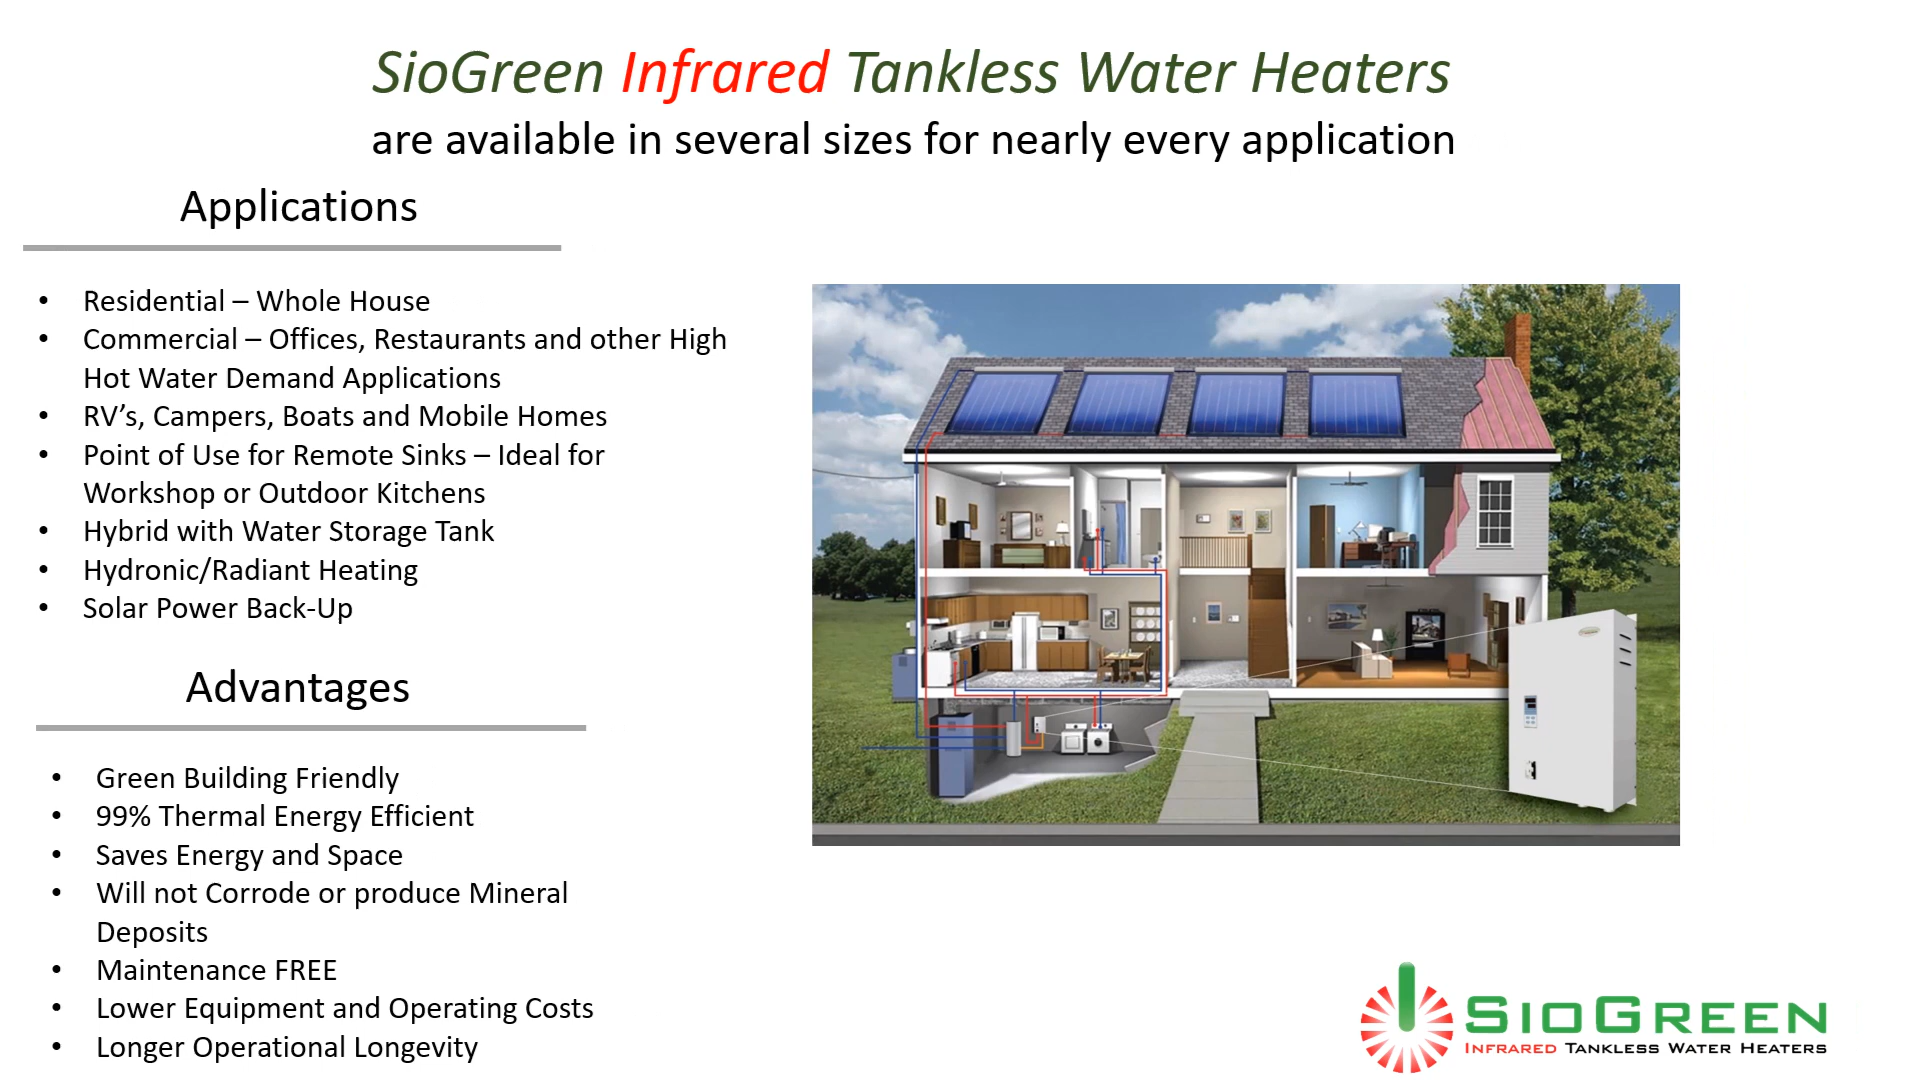 SioGreen Infrared Tankless Water Heaters
are available in several sizes for nearly every application
Applications
• Residential – Whole House
• Commercial – Offices, Restaurants and other High
Hot Water Demand Applications
• RV’s, Campers, Boats and Mobile Homes
• Point of Use for Remote Sinks – Ideal for
Workshop or Outdoor Kitchens
• Hybrid with Water Storage Tank
• Hydronic/Radiant Heating
• Solar Power Back-Up
Advantages
• Green Building Friendly
• 99% Thermal Energy Efficient
• Saves Energy and Space
• Will not Corrode or produce Mineral
Deposits
• Maintenance FREE
• Lower Equipment and Operating Costs
• Longer Operational Longevity
SIOGREEN
INFRARED TANKLESS WATER HEATERS